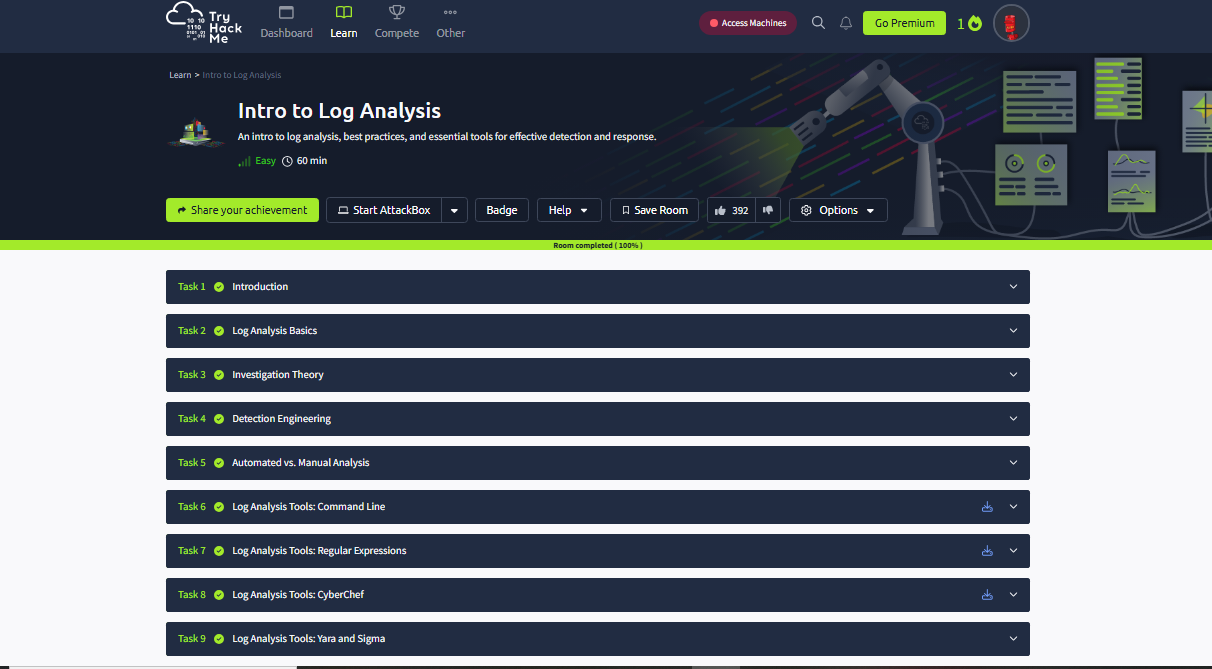 Try
Hack
Me
Dashboard
Learn
Compete
Other
Access Machines
Go Premium
1
Learn > Intro to Log Analysis
Intro to Log Analysis
An intro to log analysis, best practices, and essential tools for effective detection and response.
Easy 60 min
Share your achievement
Start AttackBox
Badge
Help
Save Room
392
Options
Room completed ( 100% )
Task 1 Introduction
Task 2 Log Analysis Basics
Task 3 Investigation Theory
Task 4 Detection Engineering
Task 5 Automated vs. Manual Analysis
Task 6 Log Analysis Tools: Command Line
Task 7 Log Analysis Tools: Regular Expressions
Task 8 Log Analysis Tools: CyberChef
Task 9 Log Analysis Tools: Yara and Sigma